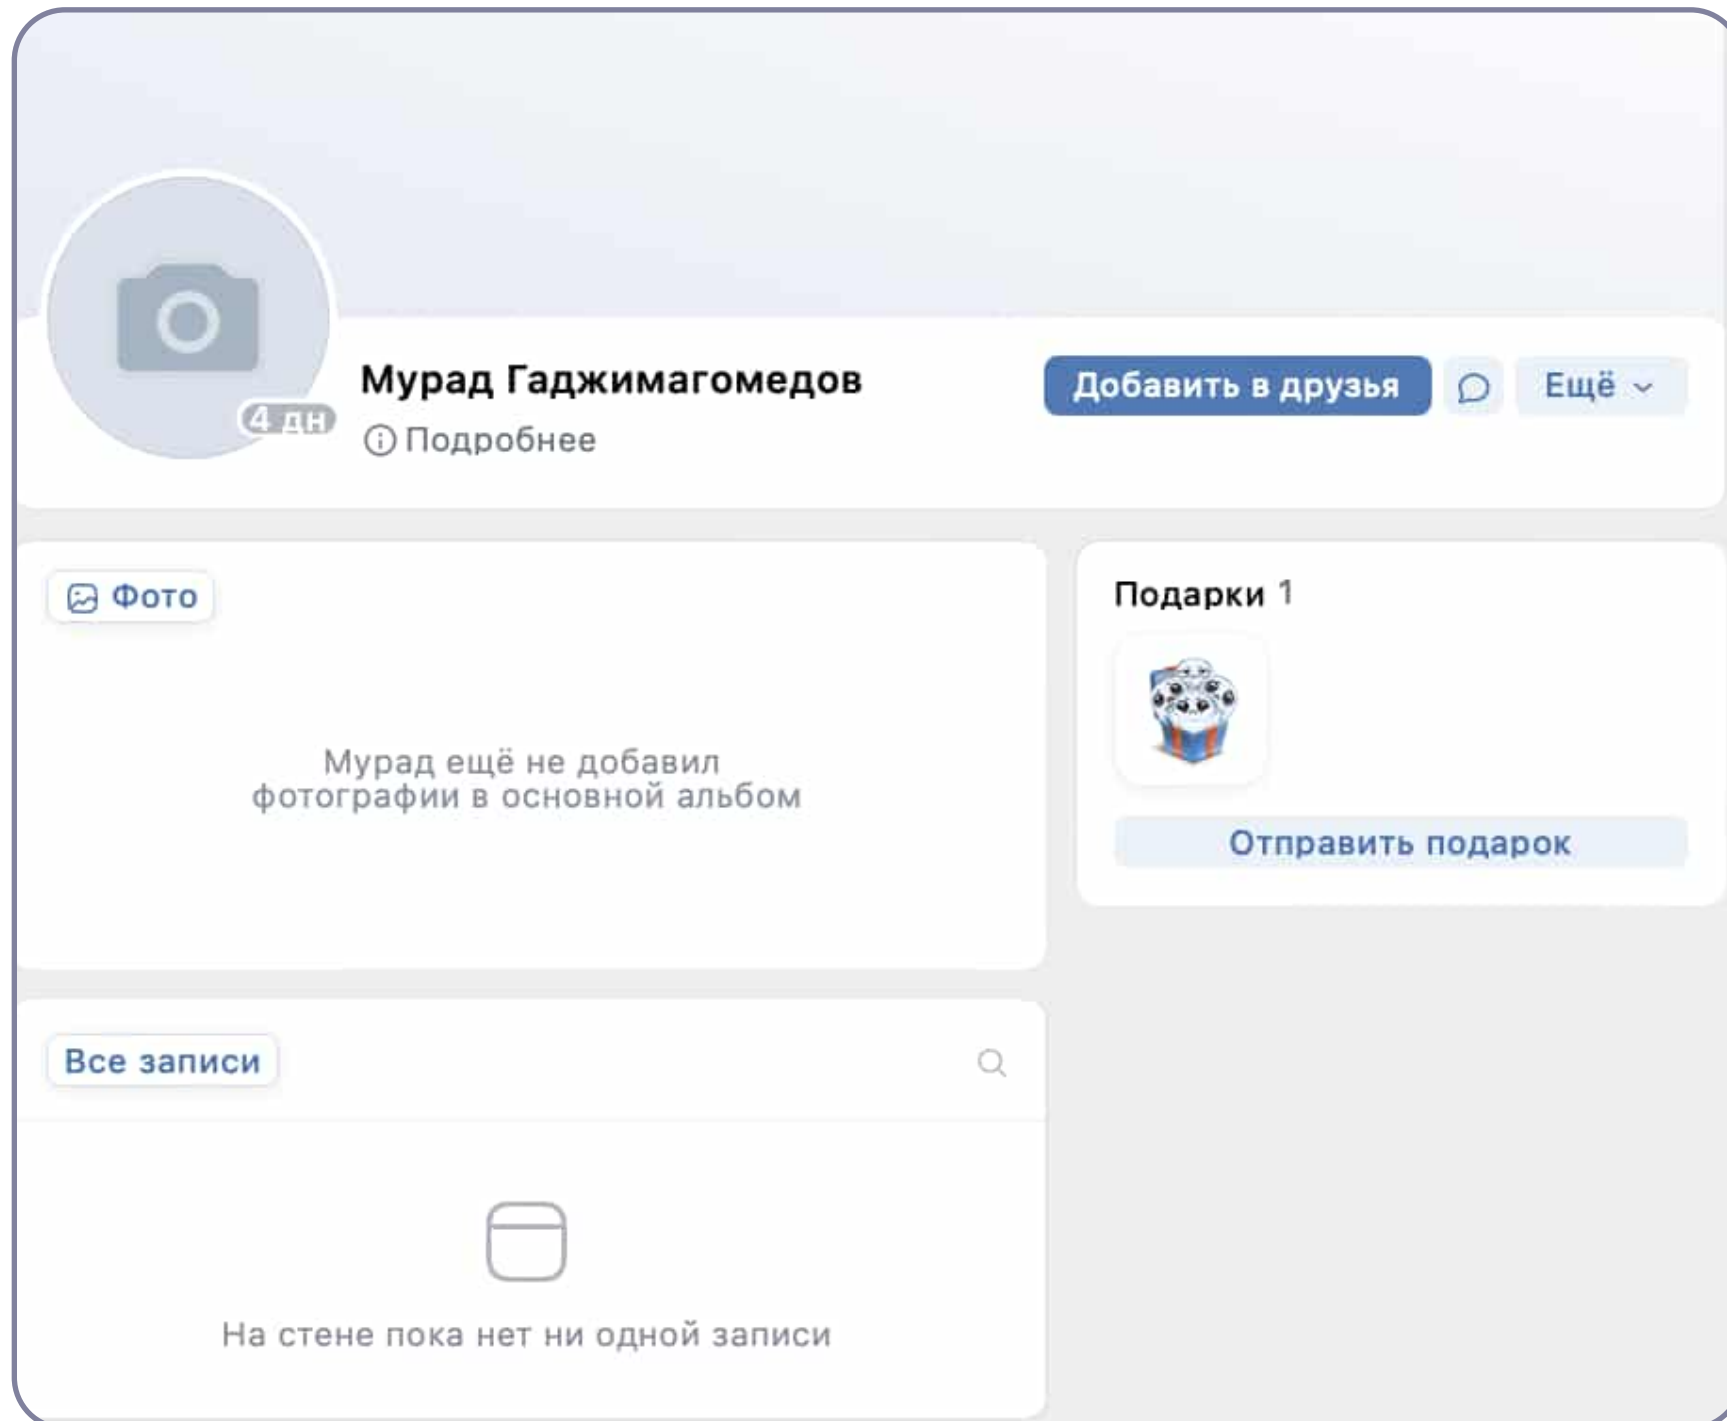 4 дн
Мурад Гаджимагомедов
Подробнее
Добавить в друзья
Ещё
Фото
Мурад ещё не добавил
фотографии в основной альбом
Подарки 1
Отправить подарок
Все записи
На стене пока нет ни одной записи